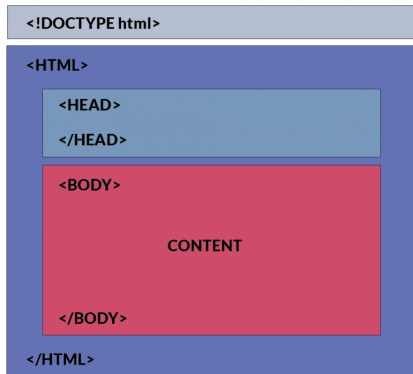 <!DOCTYPE html>
<HTML>
<HEAD>
</HEAD>
<BODY>
CONTENT
</BODY>
</HTML>